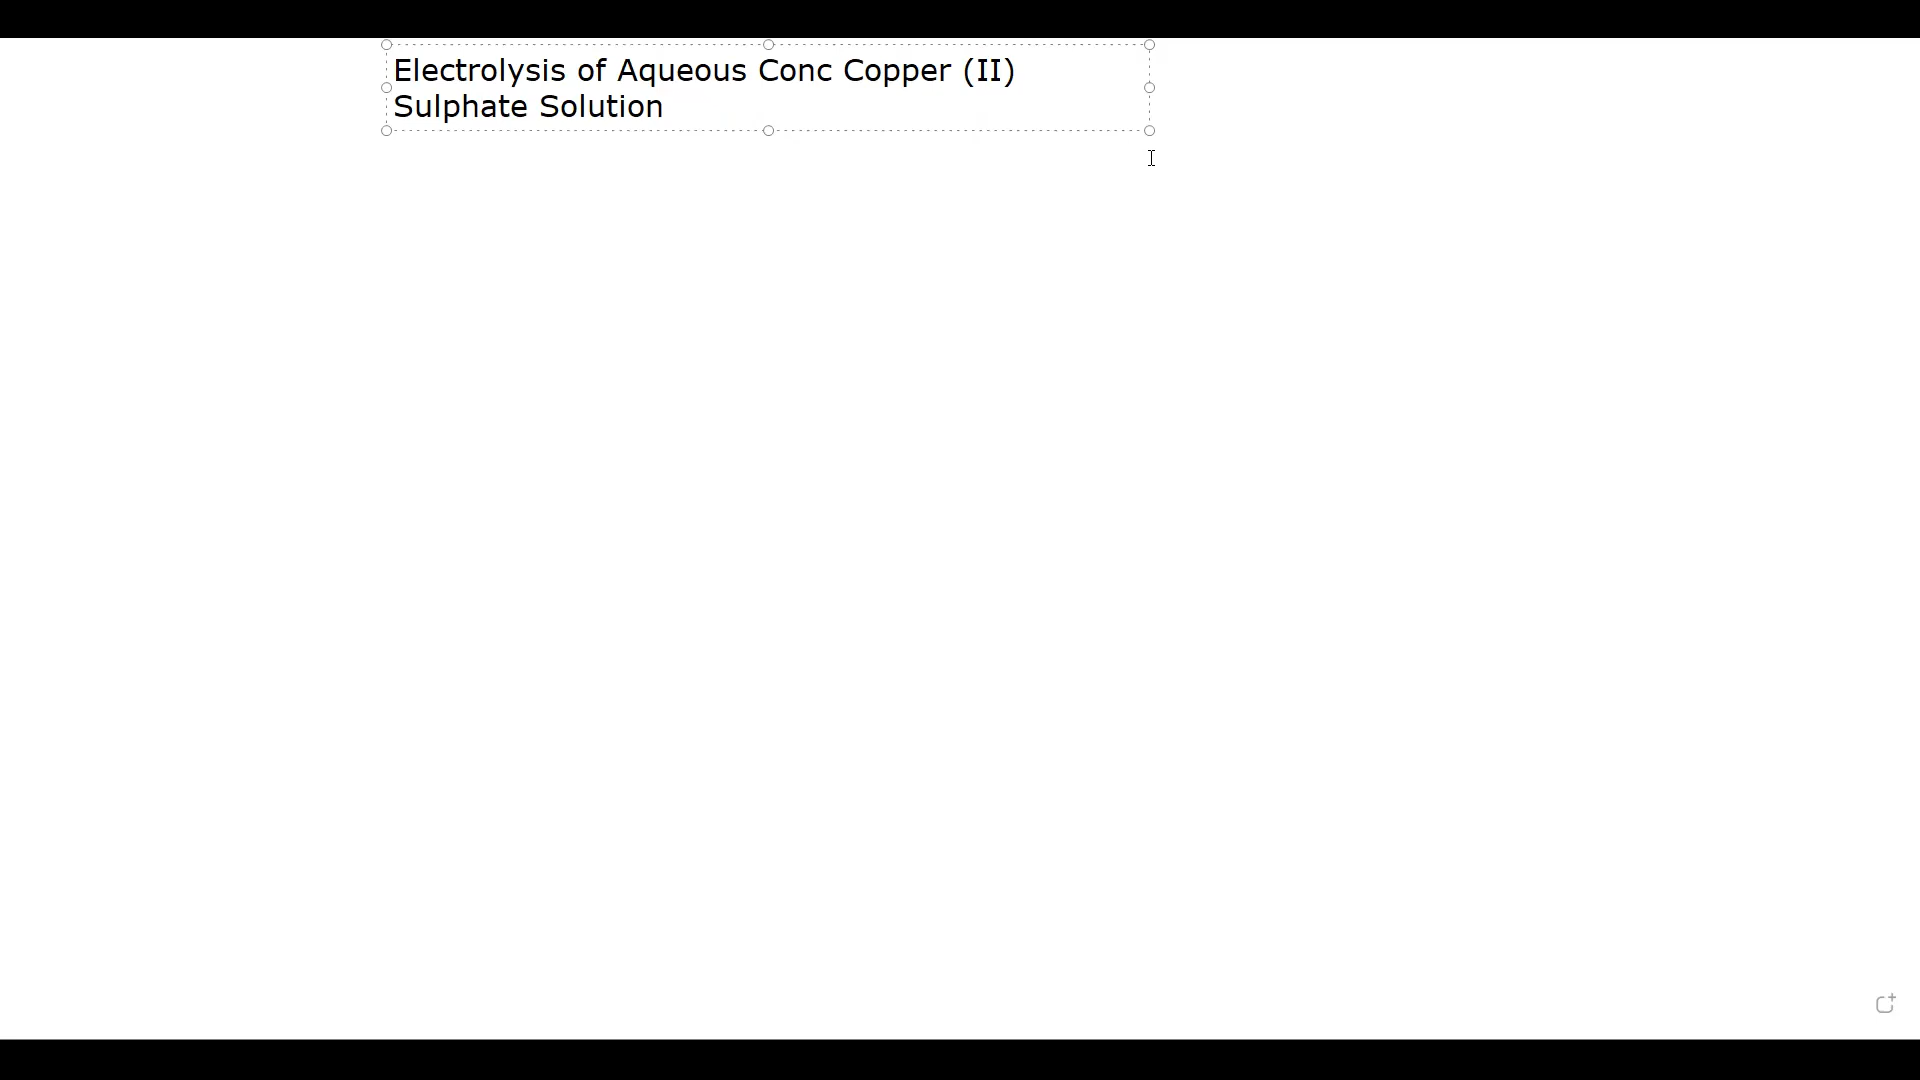 Electrolysis of Aqueous Conc Copper (II)
Sulphate Solution